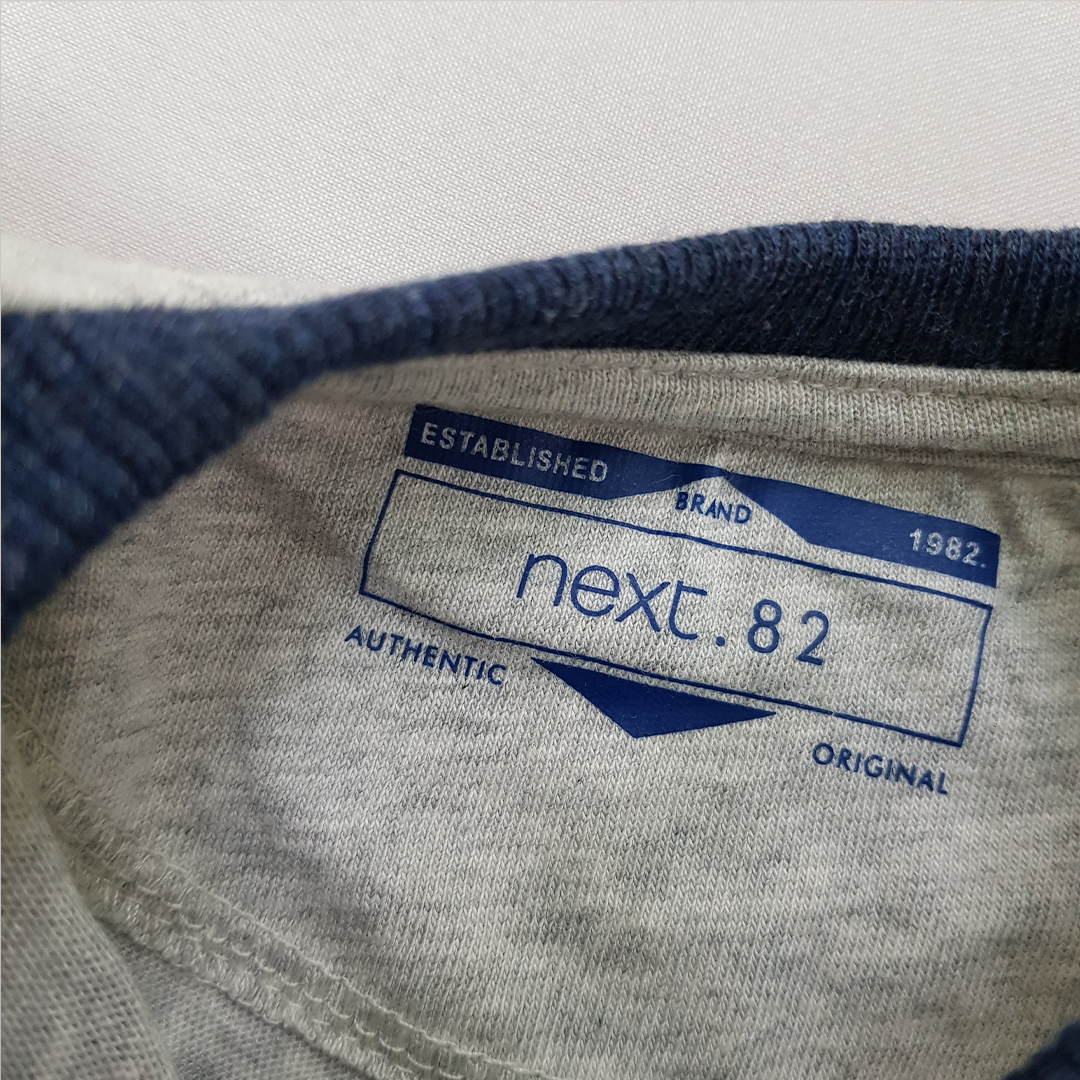 ESTABLISHED
BRAND
1982.
next.82
AUTHENTIC
ORIGINAL